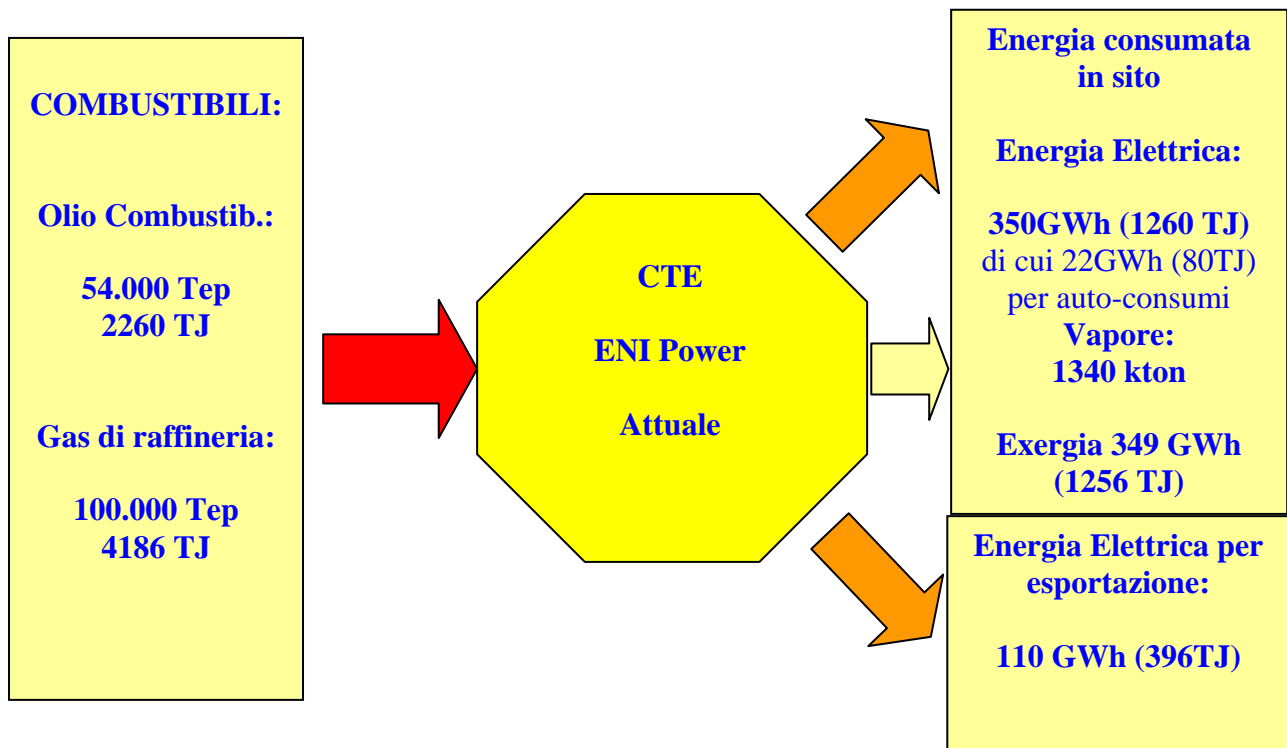 COMBUSTIBILI:
Olio Combustib.:
54.000 Tep
2260 TJ
Gas di raffineria:
100.000 Tep
4186 TJ
CTE
ENI Power
Attuale
Energia consumata
in sito
Energia Elettrica:
350GWh (1260 TJ)
di cui 22GWh (80TJ)
per auto-consumi
Vapore:
1340 kton
Exergia 349 GWh
(1256 TJ)
Energia Elettrica per
esportazione:
110 GWh (396TJ)